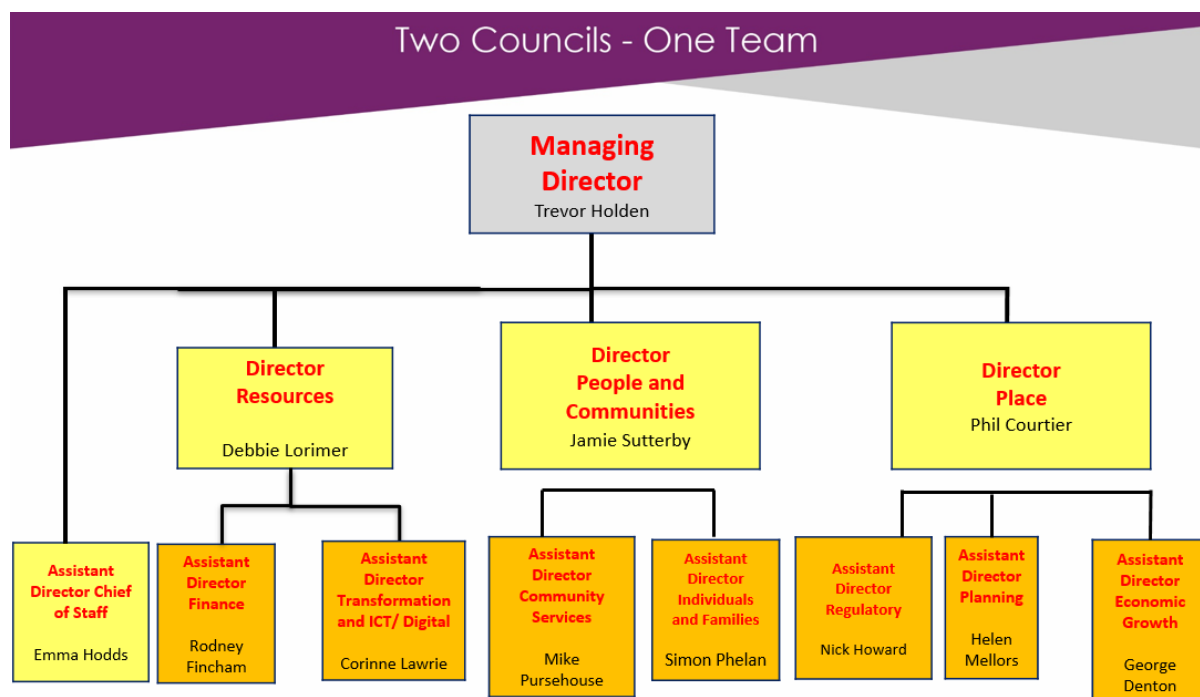 Two Councils - One Team
Managing
Director
Trevor Holden
Director
Resources
Debbie Lorimer
Director
People and
Communities
Jamie Sutterby
Director
Place
Phil Courtier
Assistant
Director Chief
of Staff
Emma Hodds
Assistant
Director
Finance
Rodney
Fincham
Assistant
Director
Transformation
and ICT/ Digital
Corinne Lawrie
Assistant
Director
Community
Services
Mike
Pursehouse
Assistant
Director
Individuals
and Families
Simon Phelan
Assistant
Director
Regulatory
Nick Howard
Assistant
Director
Planning
Helen
Mellors
Assistant
Director
Economic
Growth
George
Denton